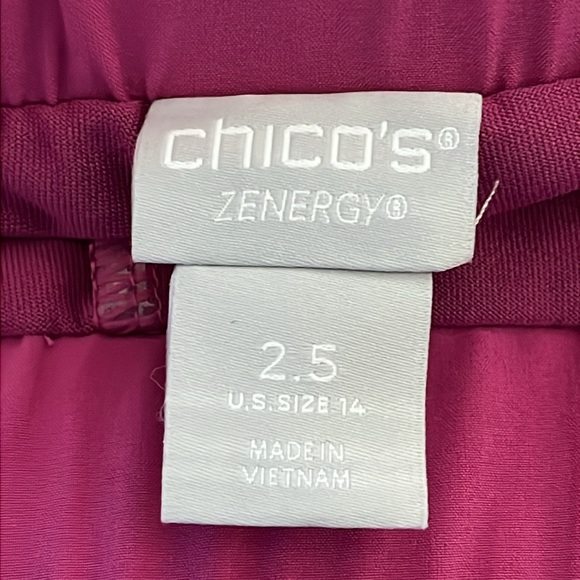 chico's®
ZENERGY®
2.5
U.S. SIZE 14
MADE IN
VIETNAM